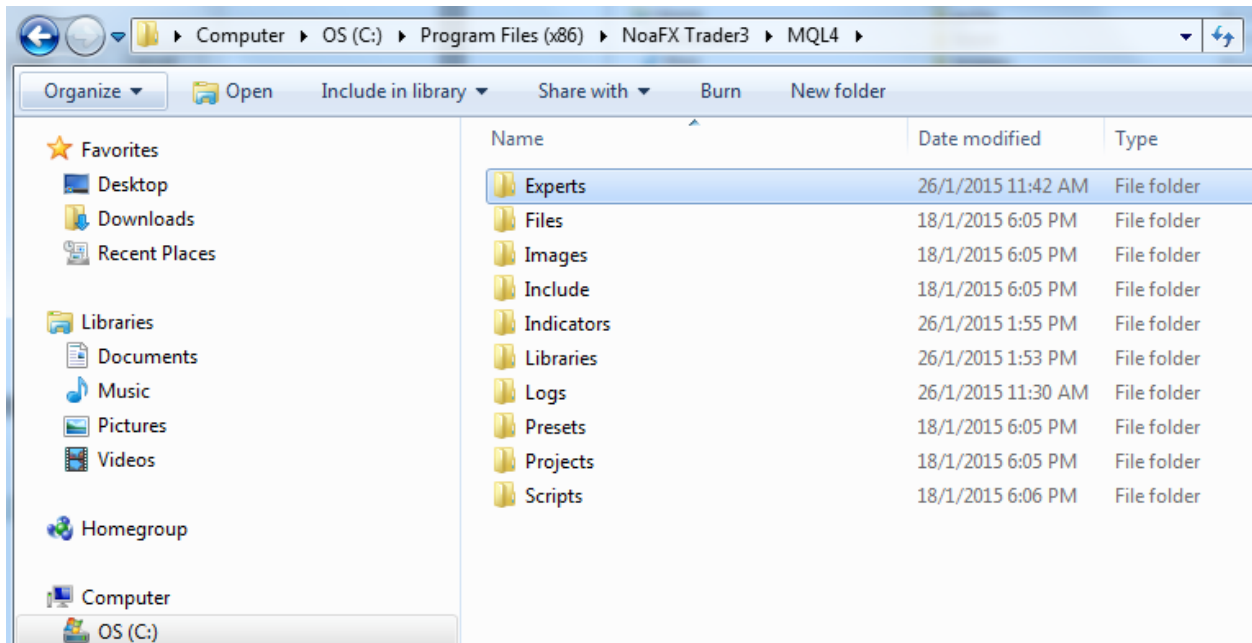 Computer OS (C:) Program Files (x86) NoaFX Trader3 MQL4
Organize Open Include in library Share with Burn New folder
Favorites
Desktop
Downloads
Recent Places
Libraries
Documents
Music
Pictures
Videos
Homegroup
Computer
OS (C:)
Name Date modified Type
Experts 26/1/2015 11:42 AM File folder
Files 18/1/2015 6:05 PM File folder
Images 18/1/2015 6:05 PM File folder
Include 18/1/2015 6:05 PM File folder
Indicators 26/1/2015 1:55 PM File folder
Libraries 26/1/2015 1:53 PM File folder
Logs 26/1/2015 11:30 AM File folder
Presets 18/1/2015 6:05 PM File folder
Projects 18/1/2015 6:05 PM File folder
Scripts 18/1/2015 6:06 PM File folder